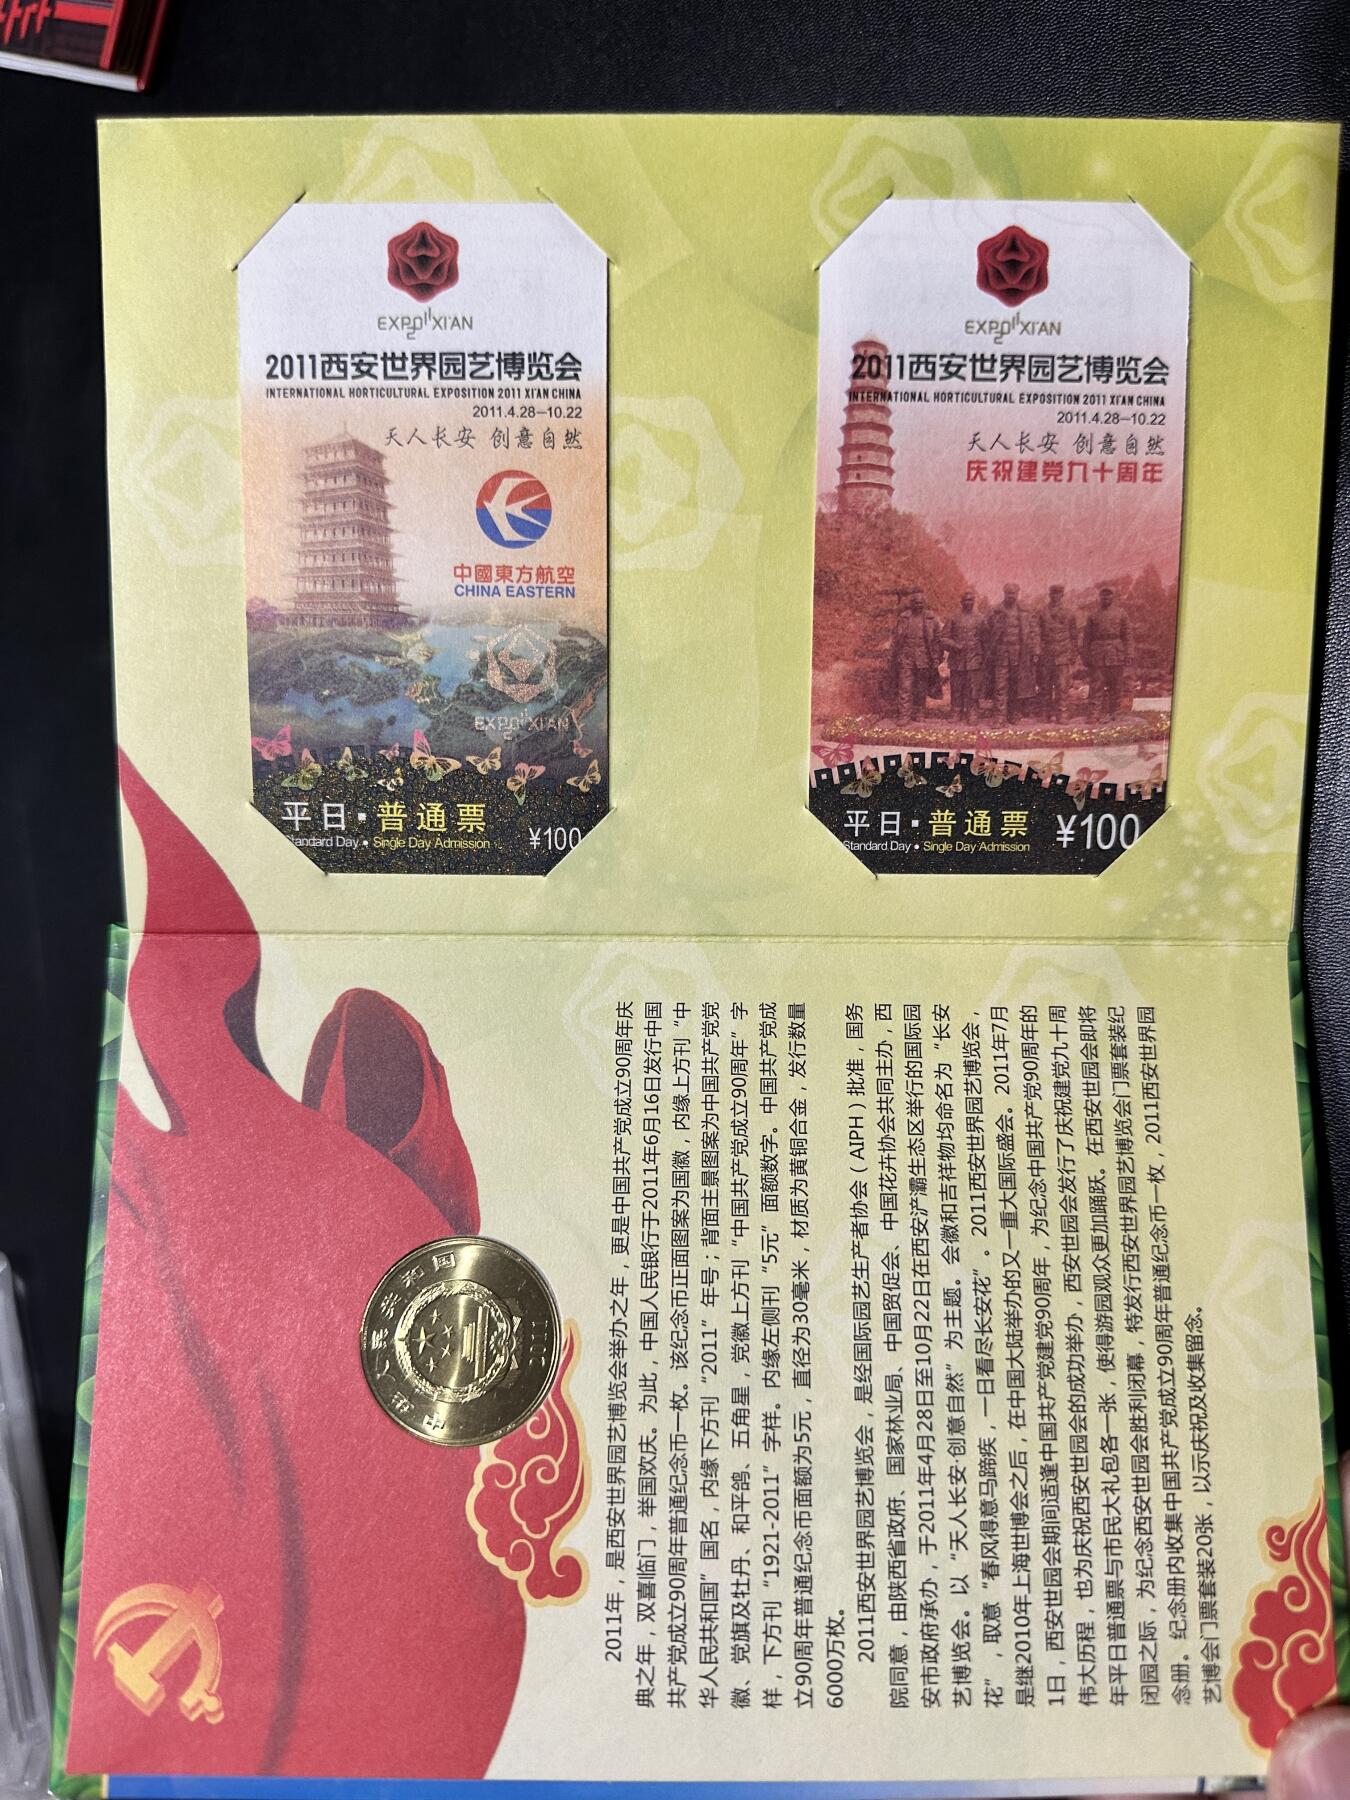 EXPO2011XI'AN
2011西安世界园艺博览会
INTERNATIONAL HORTICULTURAL EXPOSITION 2011 XI'AN CHINA
2011.4.28—10.22
天人长安 创意自然
中國東方航空
CHINA EASTERN
EXPO2011XI'AN
平日·普通票
¥100
tandard Day • Single Day Admission
EXPO2011XI'AN
2011西安世界园艺博览会
INTERNATIONAL HORTICULTURAL EXPOSITION 2011 XI'AN CHINA
2011.4.28—10.22
天人长安 创意自然
庆祝建党九十周年
平日·普通票
¥100
Standard Day • Single Day Admission
中华人民共和国
2011
2011年，是西安世界园艺博览会举办之年，更是中国共产党成立90周年庆
典之年，双喜临门，举国欢庆。为此，中国人民银行于2011年6月16日发行中国
共产党成立90周年普通纪念币一枚。该纪念币正面图案为国徽，内缘上方刊“中
华人民共和国”国名，内缘下方刊“2011”年号；背面主景图案为中国共产党党
徽、党旗及牡丹、和平鸽、五角星，党徽上方刊“中国共产党成立90周年”字
样，下方刊“1921-2011”字样。内缘左侧刊“5元”面额数字。中国共产党成
立90周年普通纪念币面额为5元，直径为30毫米，材质为黄铜合金，发行数量
6000万枚。
2011西安世界园艺博览会，是经国际园艺生产者协会（AIPH）批准，国务
院同意，由陕西省政府、国家林业局、中国贸促会、中国花卉协会共同主办，西
安市政府承办，于2011年4月28日至10月22日在西安浐灞生态区举行的国际园
艺博览会。以“天人长安·创意自然”为主题。会徽和吉祥物均命名为“长安
花”，取意“春风得意马蹄疾，一日看尽长安花”。2011西安世界园艺博览会，
是继2010年上海世博会之后，在中国大陆举办的又一重大国际盛会。2011年7月
1日，西安世园会期间适逢中国共产党建党90周年，为纪念中国共产党90周年的
伟大历程，也为庆祝西安世园会的成功举办，西安世园会发行了庆祝建党九十周
年平日普通票与市民大礼包各一张，使得游园观众更加踊跃。在西安世园会即将
闭园之际，为纪念西安世园会胜利闭幕，特发行西安世界园艺博览会门票套装纪
念册。纪念册内收集中国共产党成立90周年普通纪念币一枚，2011西安世界园
艺博会门票套装20张，以示庆祝及收集留念。